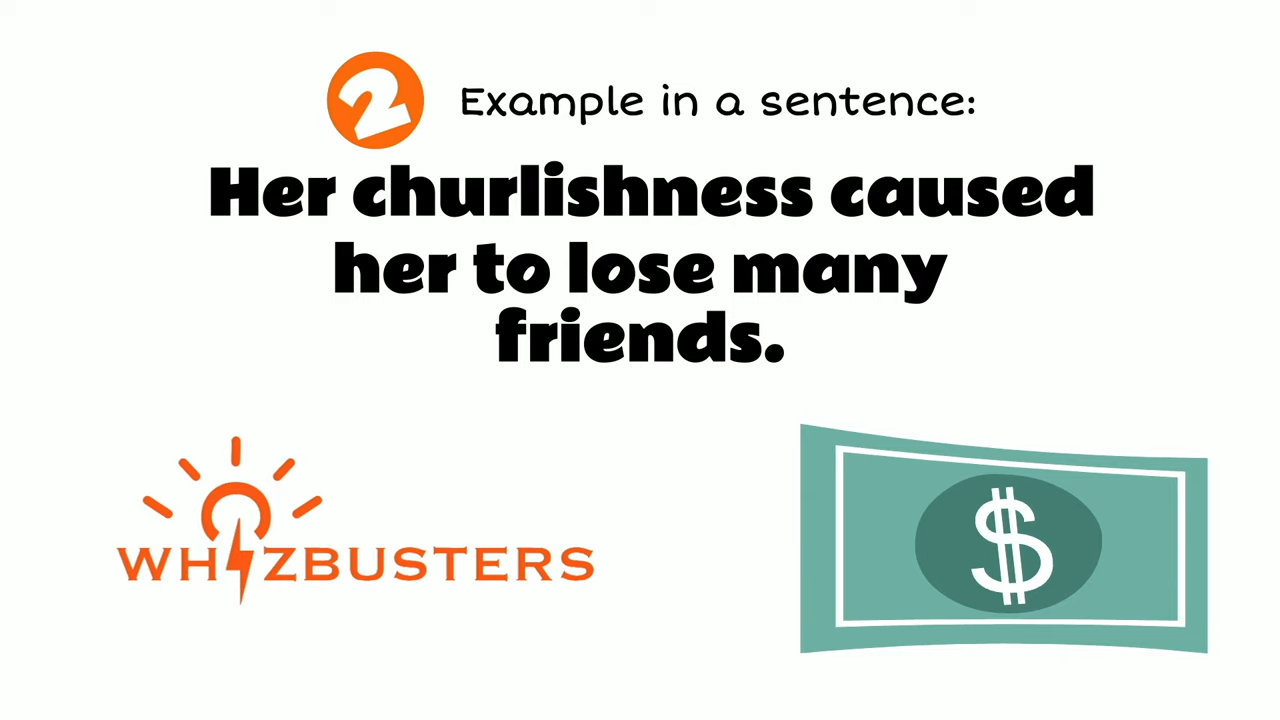 2 Example in a sentence:
Her churlishness caused
her to lose many
friends.
WHIZBUSTERS
$